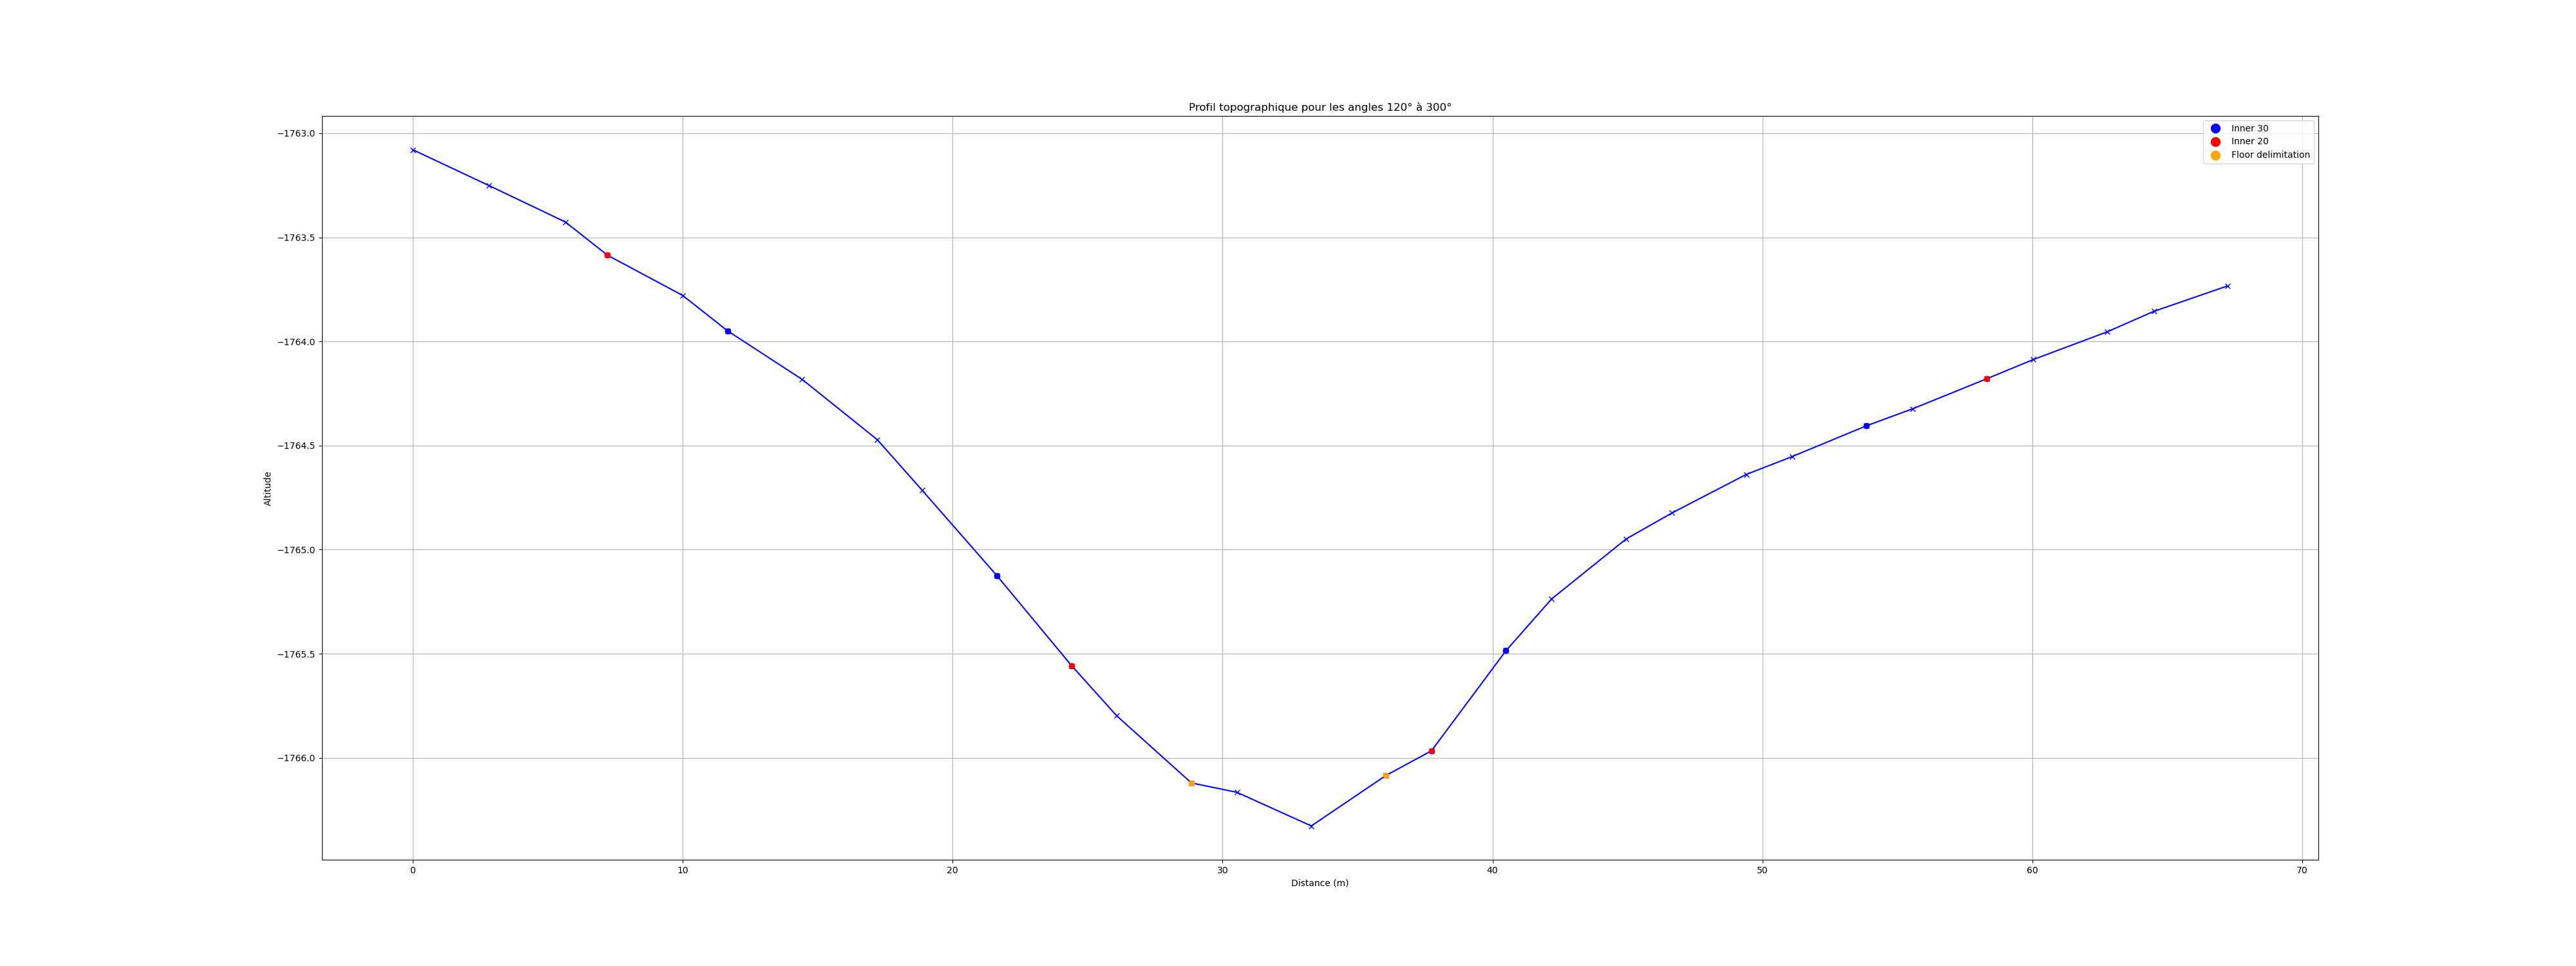 Profil topographique pour les angles 120° à 300°
Inner 30
Inner 20
Floor delimitation
Altitude
−1763.0
−1763.5
−1764.0
−1764.5
−1765.0
−1765.5
−1766.0
0 10 20 30 40 50 60 70
Distance (m)